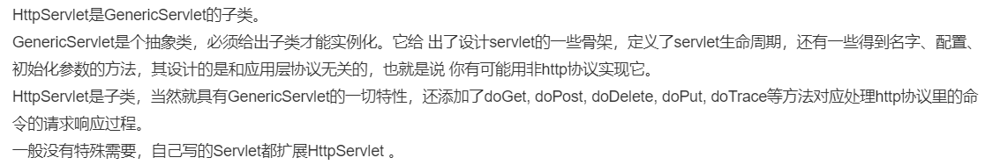 HttpServlet是GenericServlet的子类。
GenericServlet是个抽象类，必须给出子类才能实例化。它给 出了设计servlet的一些骨架，定义了servlet生命周期，还有一些得到名字、配置、
初始化参数的方法，其设计的是和应用层协议无关的，也就是说 你有可能用非http协议实现它。
HttpServlet是子类，当然就具有GenericServlet的一切特性，还添加了doGet, doPost, doDelete, doPut, doTrace等方法对应处理http协议里的命
令的请求响应过程。
一般没有特殊需要，自己写的Servlet都扩展HttpServlet 。